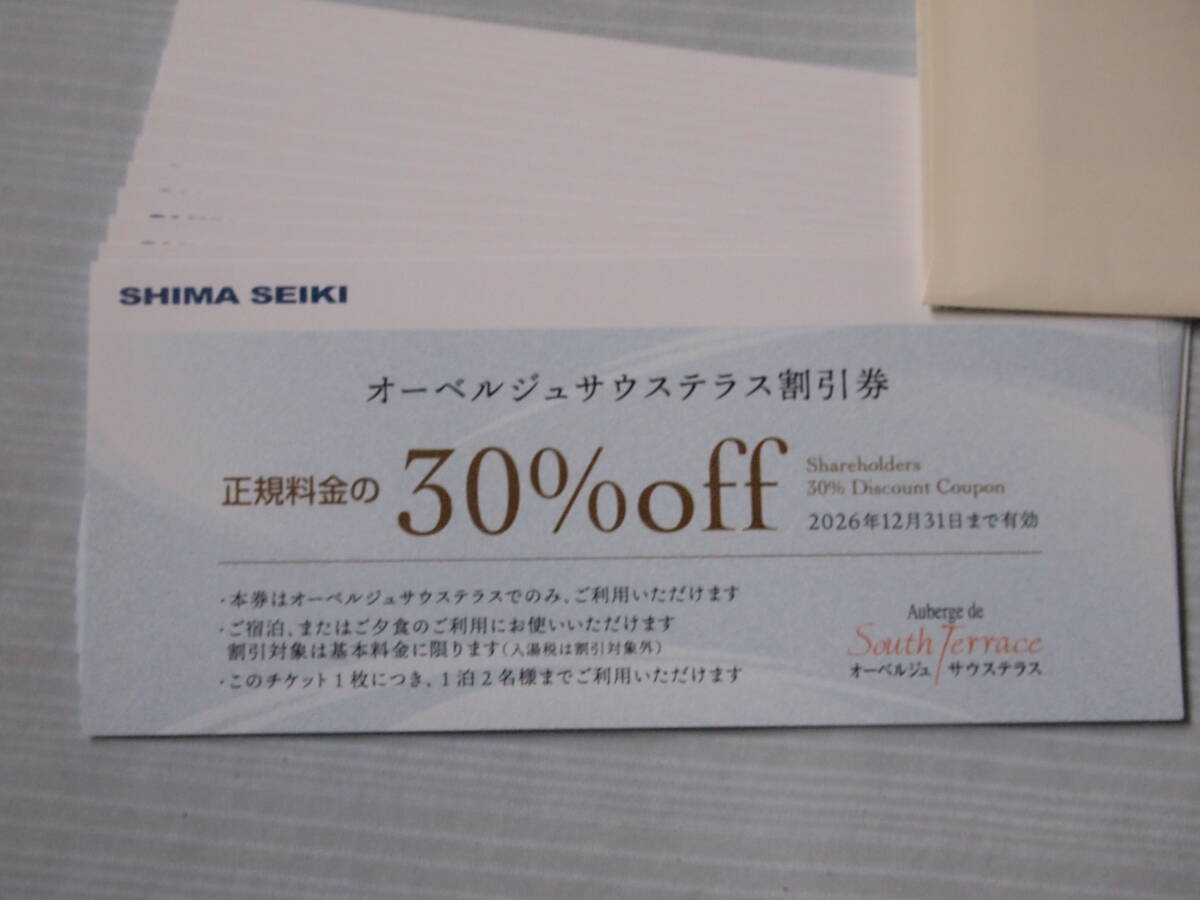 SHIMA SEIKI
オーベルジュサウステラス割引券
正規料金の 30%off
Shareholders
30% Discount Coupon
2026年12月31日まで有効
・本券はオーベルジュサウステラスでのみ、ご利用いただけます
・ご宿泊、またはご夕食のご利用にお使いいただけます
割引対象は基本料金に限ります(入湯税は割引対象外)
・このチケット1枚につき、1泊2名様までご利用いただけます
Auberge de
South Terrace
オーベルジュ サウステラス